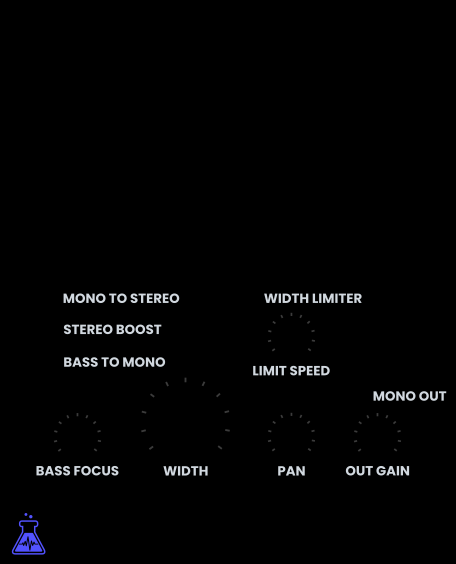 MONO TO STEREO
WIDTH LIMITER
STEREO BOOST
BASS TO MONO
LIMIT SPEED
MONO OUT
BASS FOCUS
WIDTH
PAN
OUT GAIN